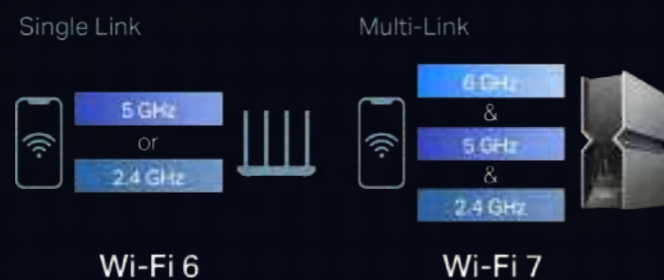 Single Link
5 GHz
or
2.4 GHz
Wi-Fi 6
Multi-Link
6 GHz
&
5 GHz
&
2.4 GHz
Wi-Fi 7